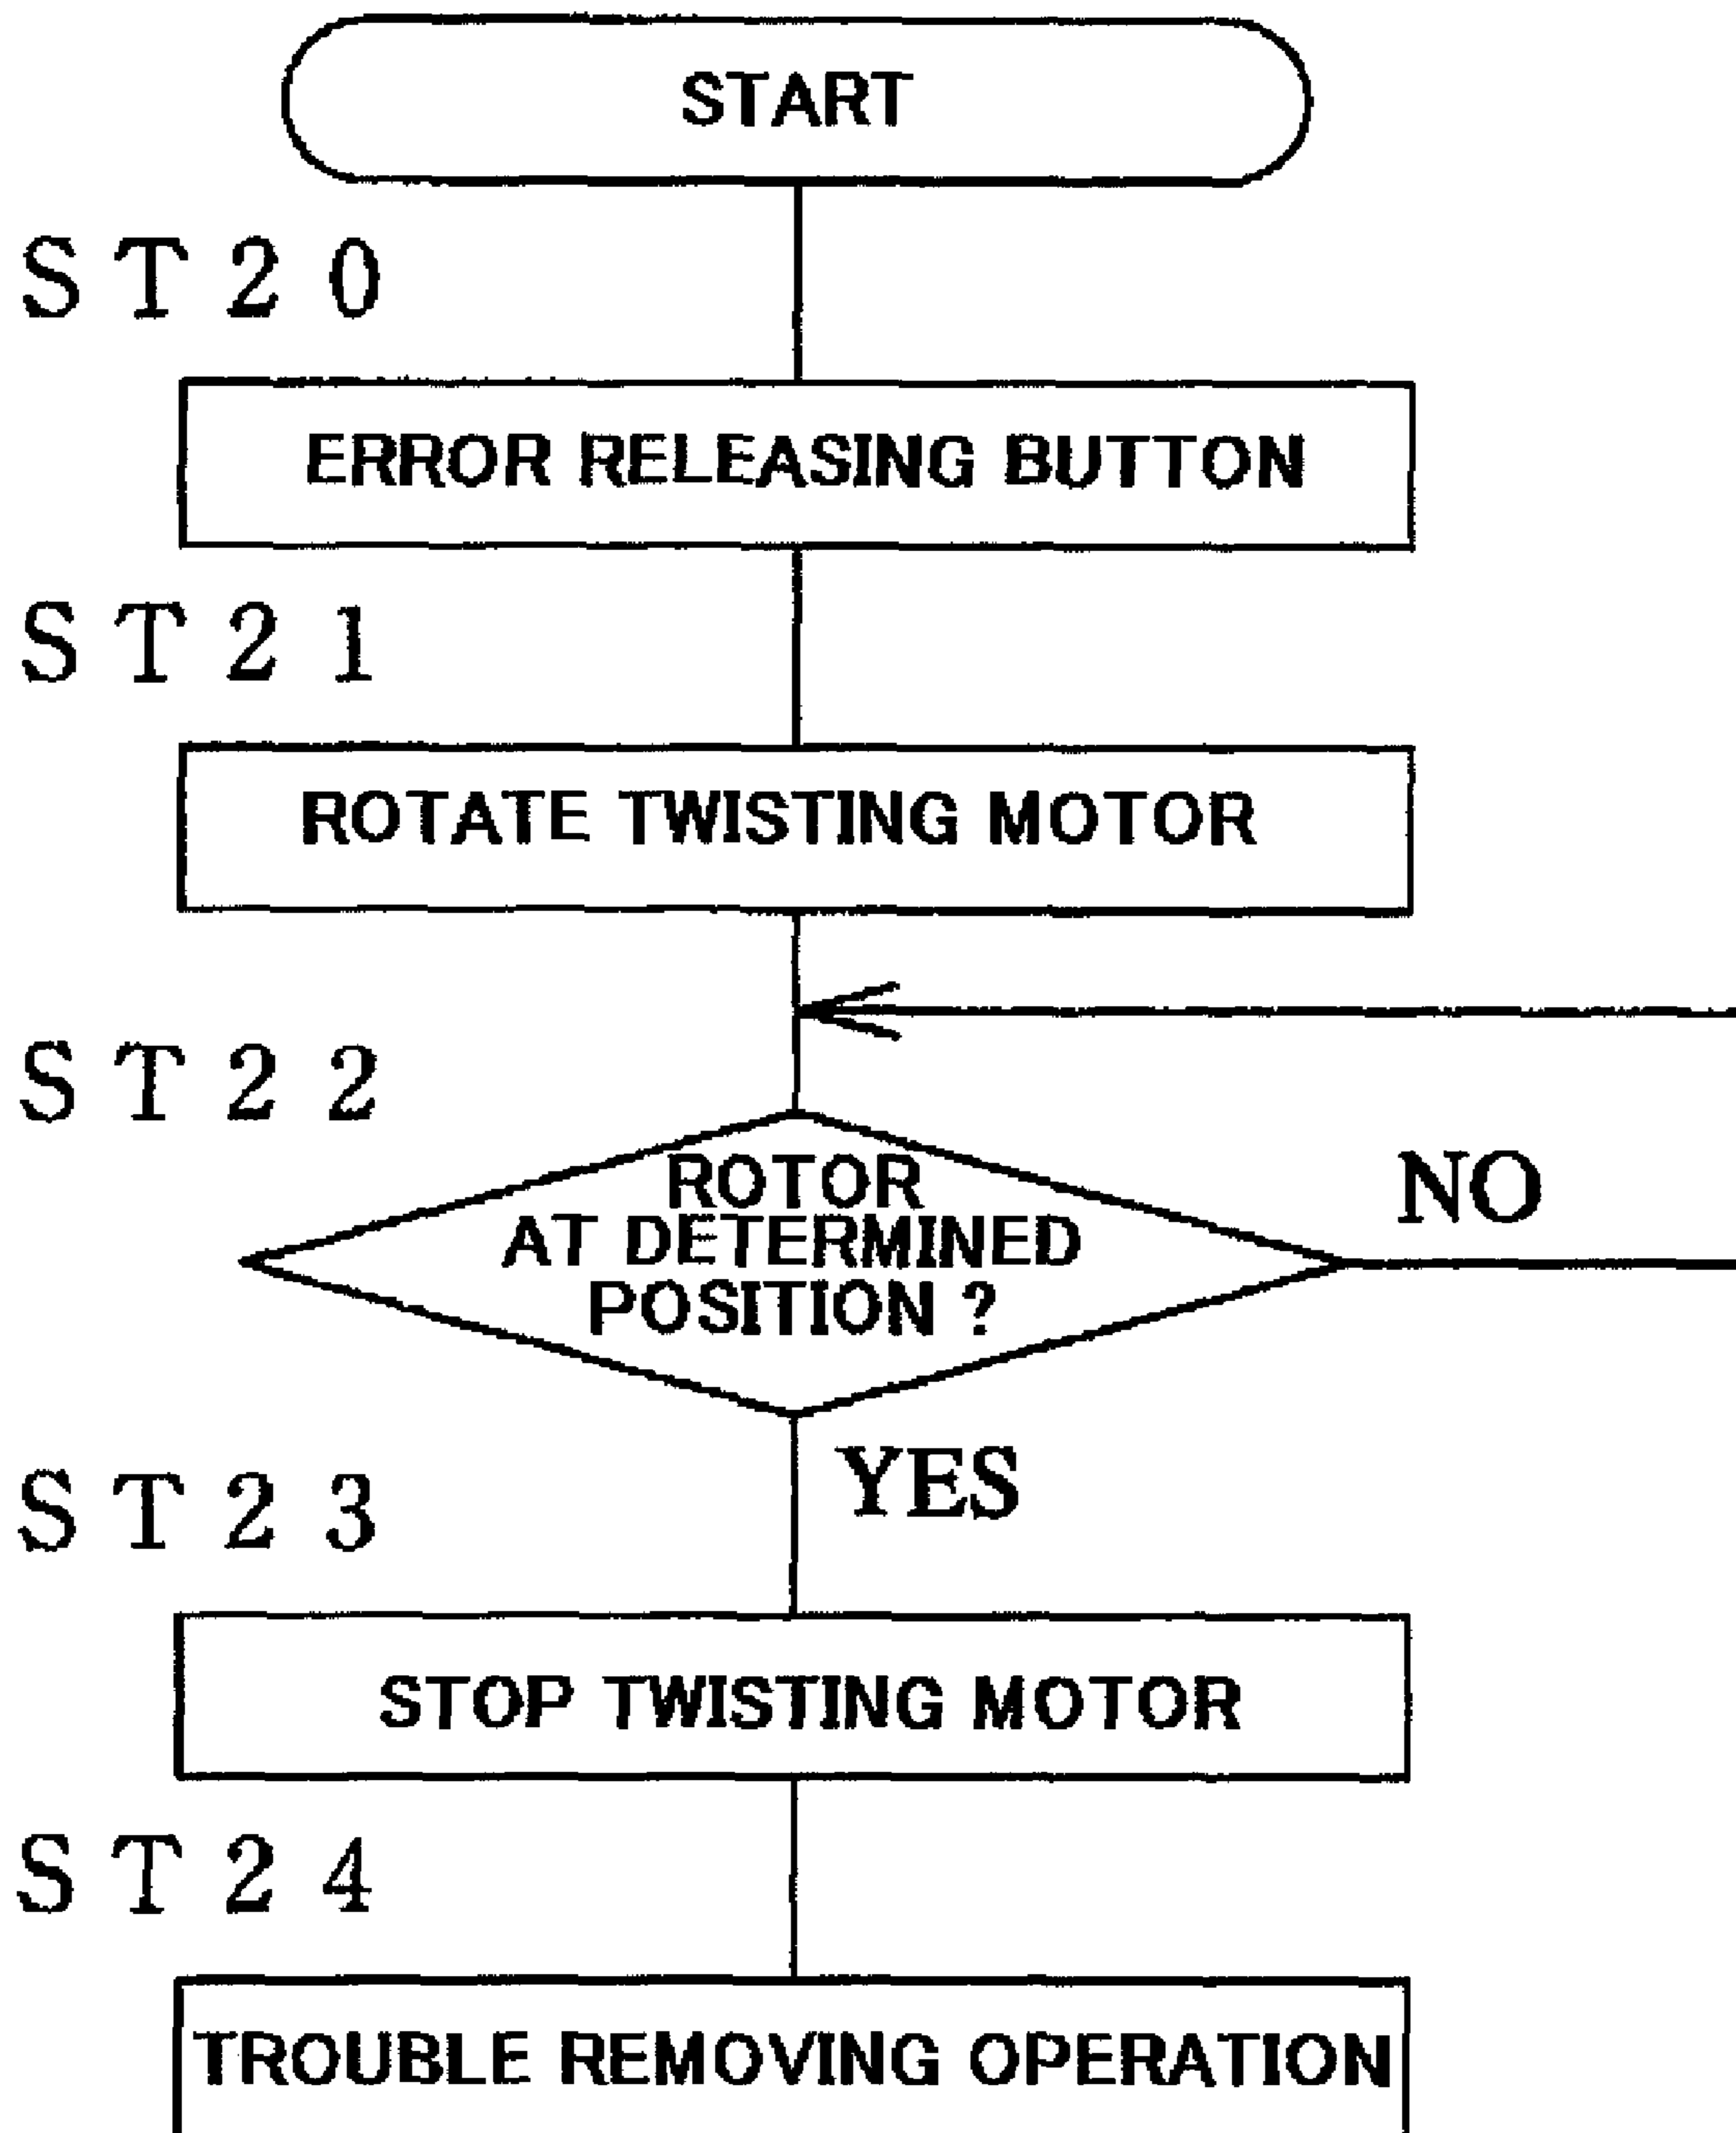 START
ST20
ERROR RELEASING BUTTON
ST21
ROTATE TWISTING MOTOR
ST22
ROTOR
AT DETERMINED
POSITION ?
NO
YES
ST23
STOP TWISTING MOTOR
ST24
TROUBLE REMOVING OPERATION